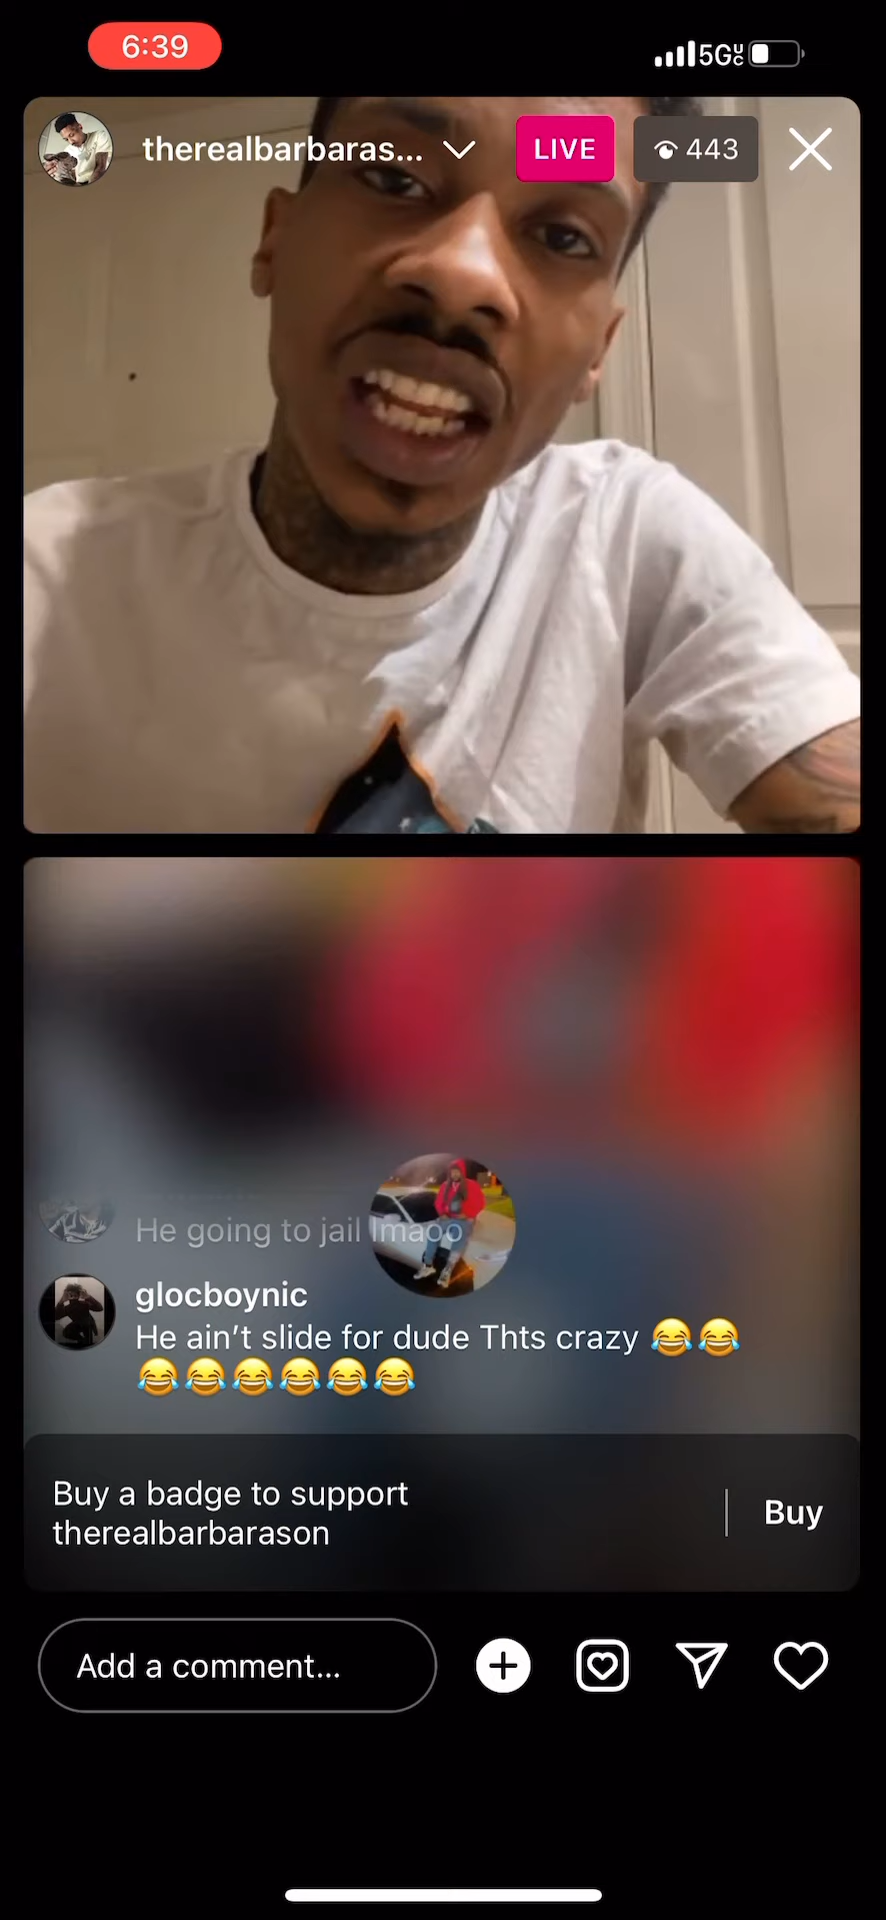 6:39
5GUC
therealbarbaras...
LIVE
443
He going to jail lmaoo
glocboynic
He ain’t slide for dude Thts crazy 😂😂
😂😂😂😂😂😂
Buy a badge to support
therealbarbarason
Buy
Add a comment...